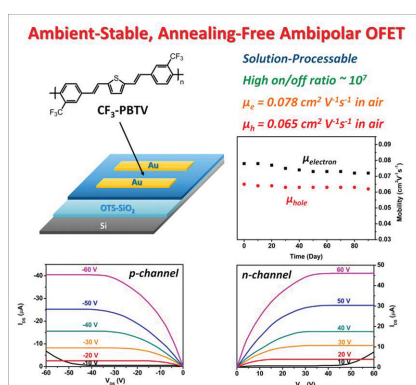 Ambient-Stable, Annealing-Free Ambipolar OFET
CF₃
S
n
F₃C
CF₃-PBTV
Solution-Processable
High on/off ratio ~ 10⁷
μₑ = 0.078 cm² V⁻¹s⁻¹ in air
μₕ = 0.065 cm² V⁻¹s⁻¹ in air
Au
Au
OTS-SiO₂
Si
μelectron
μhole
0.09
0.08
0.07
0.06
0.05
0.04
0.03
Mobility (cm²V⁻¹s⁻¹)
0 20 40 60 80
Time (Day)
p-channel
-60 V
-50 V
-40 V
-30 V
-20 V
-10 V
-40
-30
-20
-10
0
I_DS (μA)
-60 -50 -40 -30 -20 -10 0
V_DS (V)
n-channel
60 V
50 V
40 V
30 V
20 V
10 V
50
40
30
20
10
0
I_DS (μA)
0 10 20 30 40 50 60
(V)